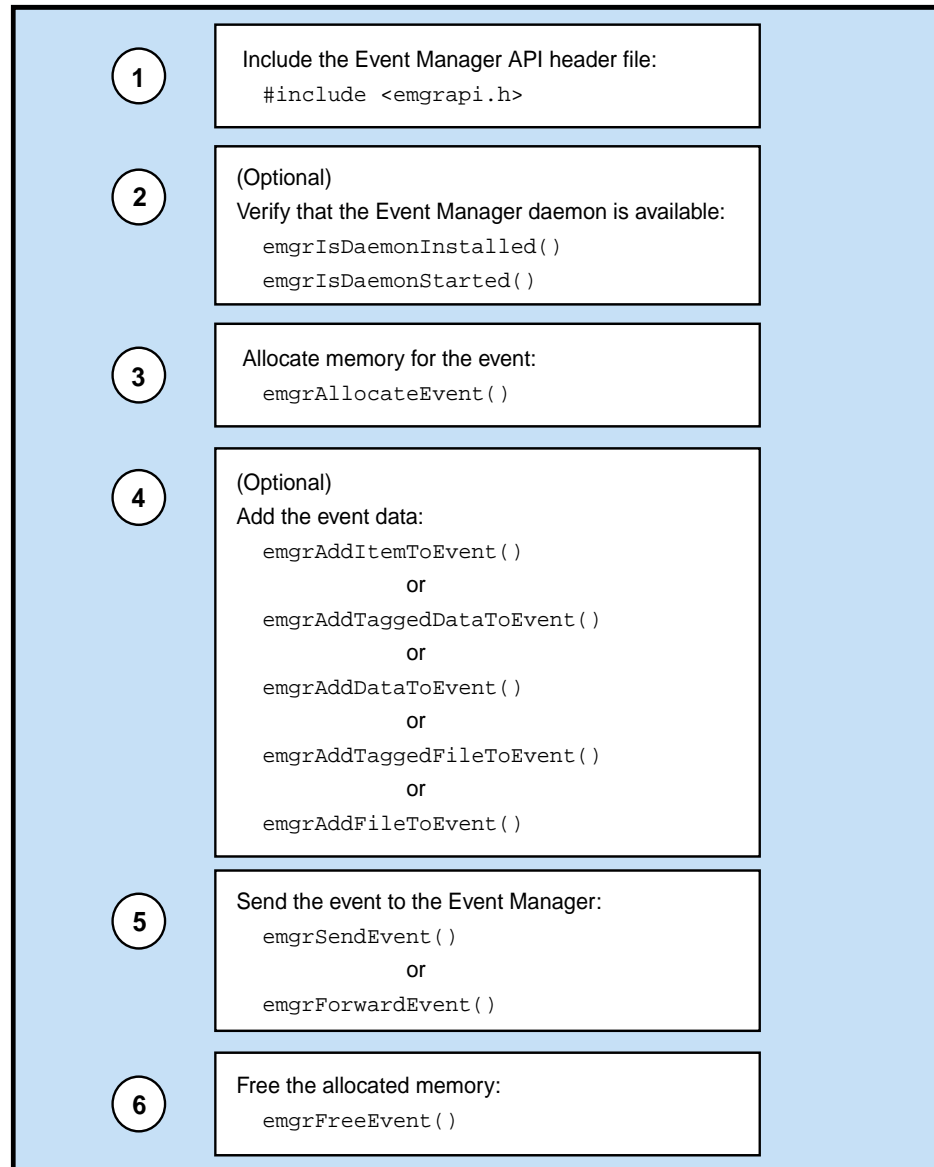 1
Include the Event Manager API header file:
#include <emgrapi.h>
2
(Optional)
Verify that the Event Manager daemon is available:
emgrIsDaemonInstalled()
emgrIsDaemonStarted()
3
Allocate memory for the event:
emgrAllocateEvent()
4
(Optional)
Add the event data:
emgrAddItemToEvent()
or
emgrAddTaggedDataToEvent()
or
emgrAddDataToEvent()
or
emgrAddTaggedFileToEvent()
or
emgrAddFileToEvent()
5
Send the event to the Event Manager:
emgrSendEvent()
or
emgrForwardEvent()
6
Free the allocated memory:
emgrFreeEvent()